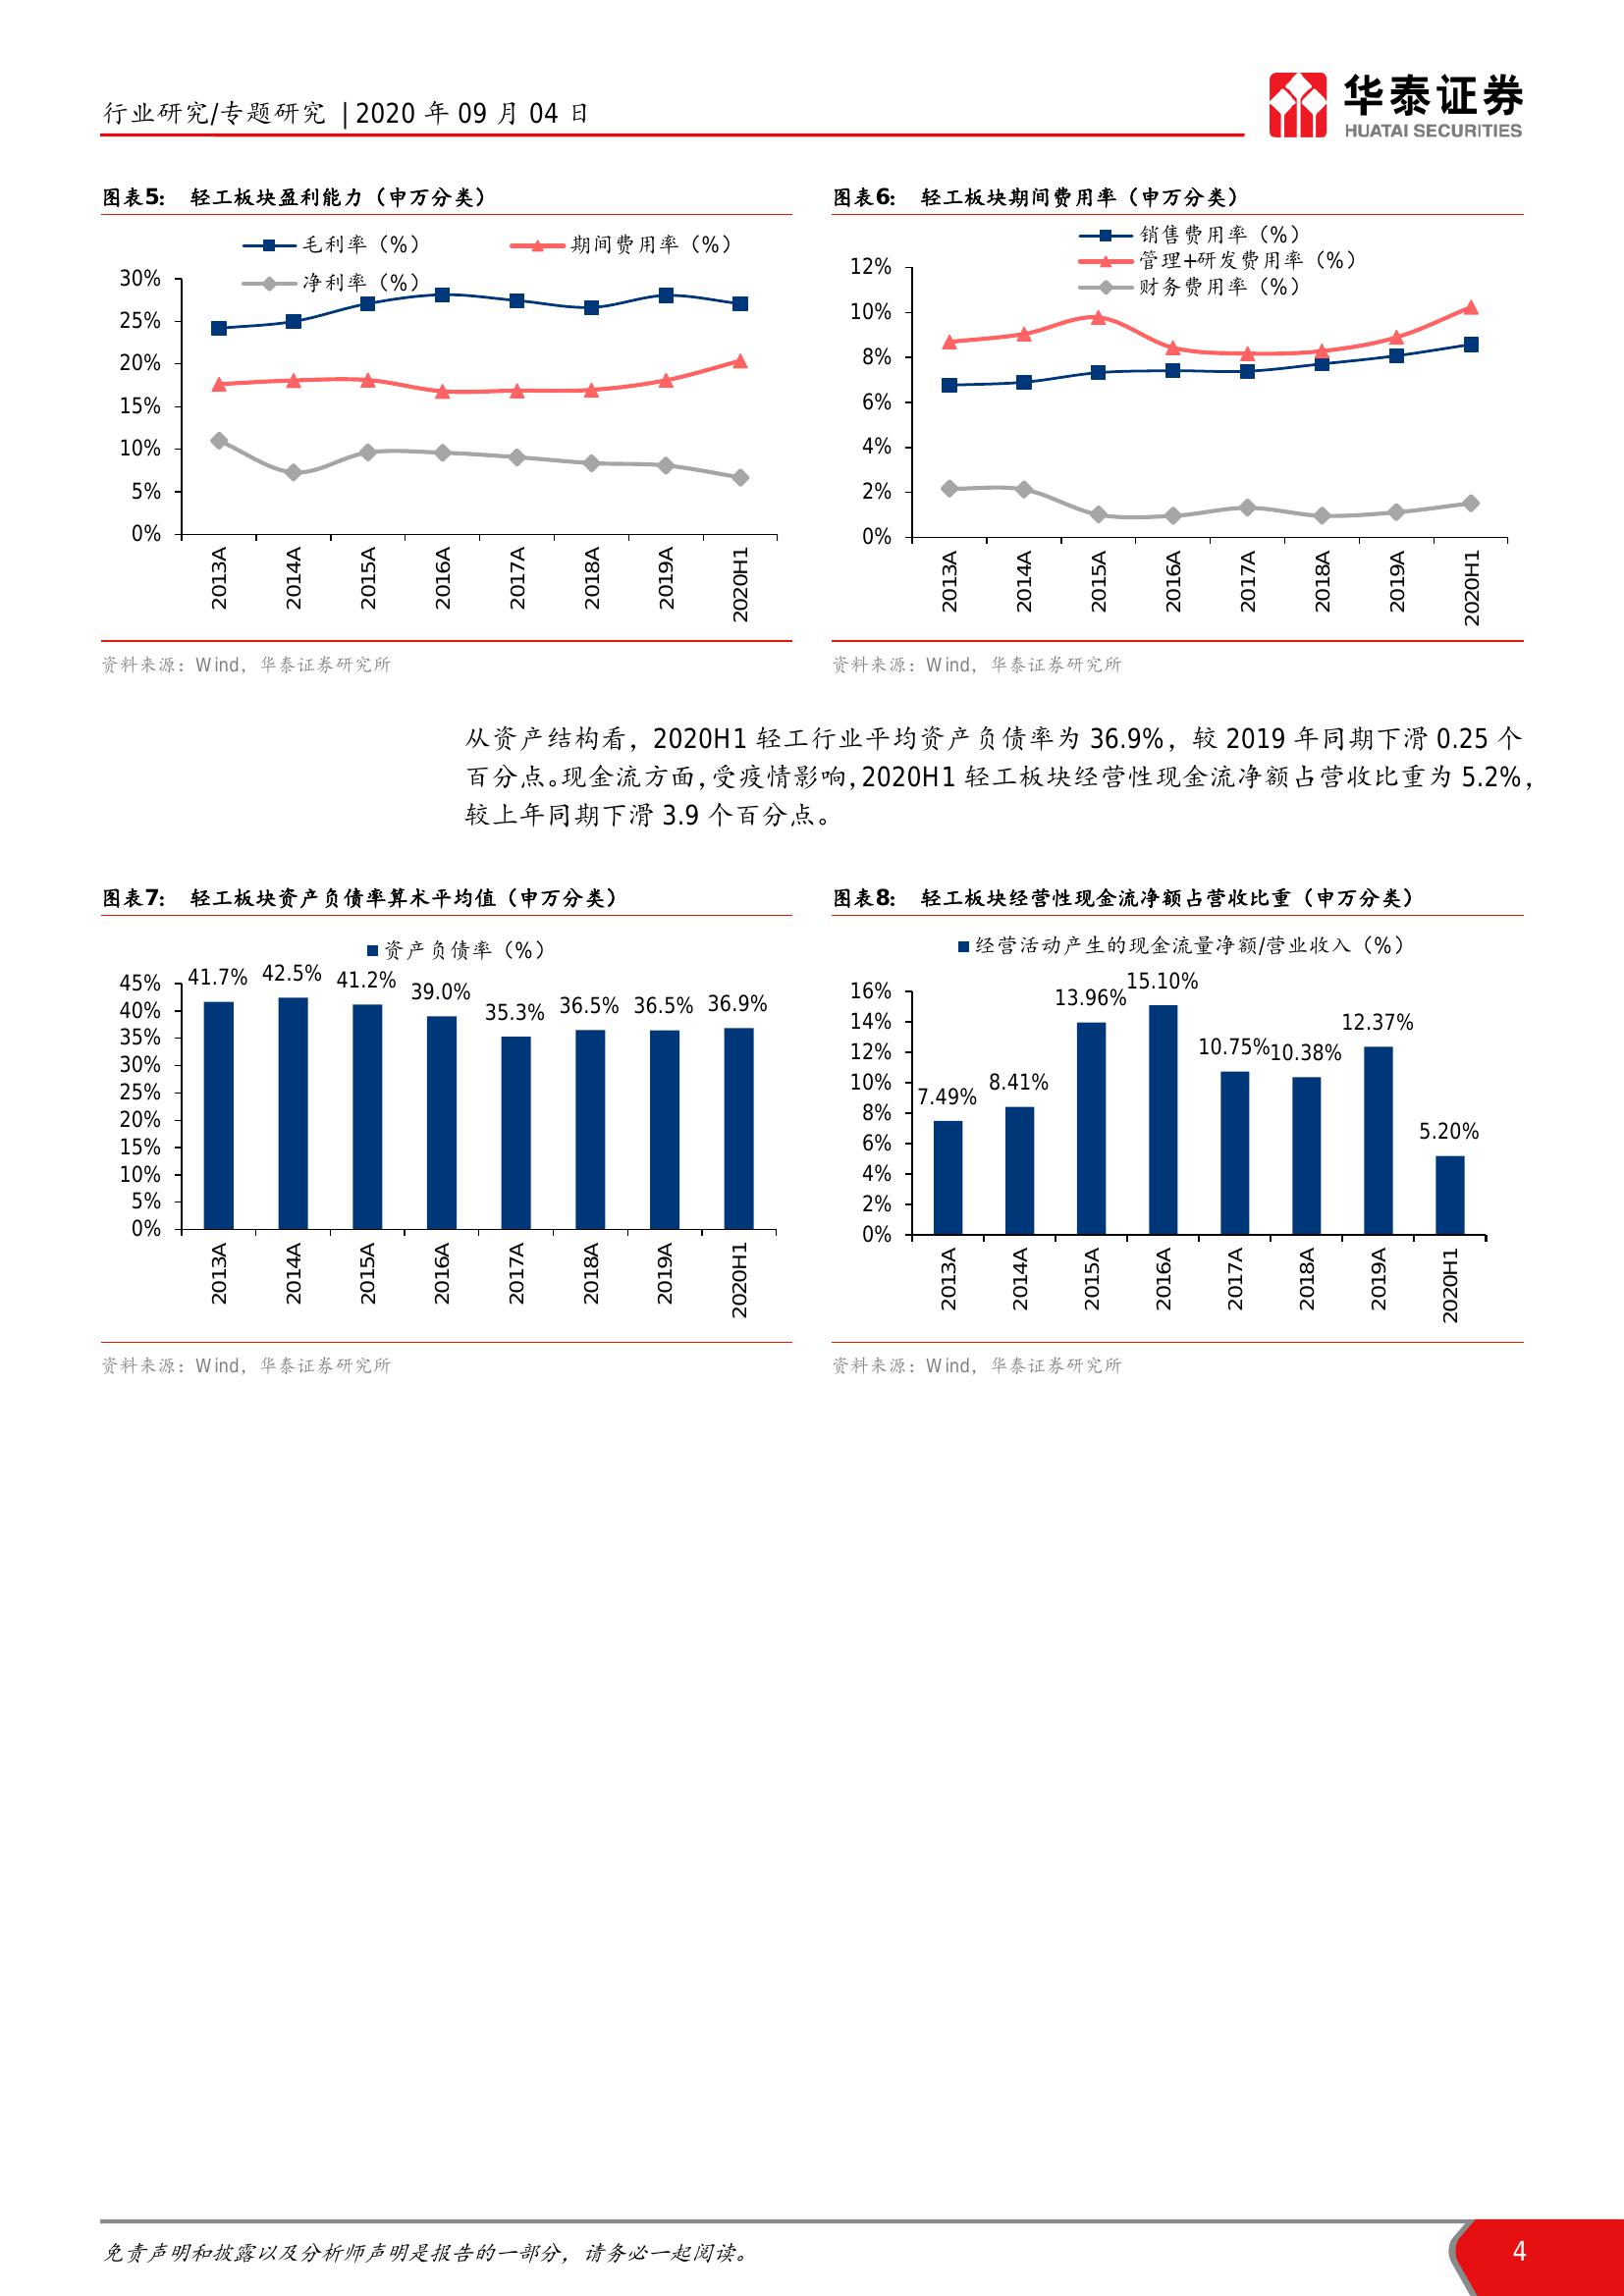 行业研究/专题研究 | 2020 年 09 月 04 日
华泰证券
HUATAI SECURITIES
图表5: 轻工板块盈利能力（申万分类）
毛利率（%）
期间费用率（%）
净利率（%）
30%
25%
20%
15%
10%
5%
0%
2013A
2014A
2015A
2016A
2017A
2018A
2019A
2020H1
资料来源：Wind，华泰证券研究所
图表6: 轻工板块期间费用率（申万分类）
销售费用率（%）
管理+研发费用率（%）
财务费用率（%）
12%
10%
8%
6%
4%
2%
0%
2013A
2014A
2015A
2016A
2017A
2018A
2019A
2020H1
资料来源：Wind，华泰证券研究所
从资产结构看，2020H1 轻工行业平均资产负债率为 36.9%，较 2019 年同期下滑 0.25 个
百分点。现金流方面，受疫情影响，2020H1 轻工板块经营性现金流净额占营收比重为 5.2%，
较上年同期下滑 3.9 个百分点。
图表7: 轻工板块资产负债率算术平均值（申万分类）
资产负债率（%）
45%
40%
35%
30%
25%
20%
15%
10%
5%
0%
41.7%
42.5%
41.2%
39.0%
35.3%
36.5%
36.5%
36.9%
2013A
2014A
2015A
2016A
2017A
2018A
2019A
2020H1
资料来源：Wind，华泰证券研究所
图表8: 轻工板块经营性现金流净额占营收比重（申万分类）
经营活动产生的现金流量净额/营业收入（%）
16%
14%
12%
10%
8%
6%
4%
2%
0%
7.49%
8.41%
13.96%
15.10%
10.75%
10.38%
12.37%
5.20%
2013A
2014A
2015A
2016A
2017A
2018A
2019A
2020H1
资料来源：Wind，华泰证券研究所
免责声明和披露以及分析师声明是报告的一部分，请务必一起阅读。
4